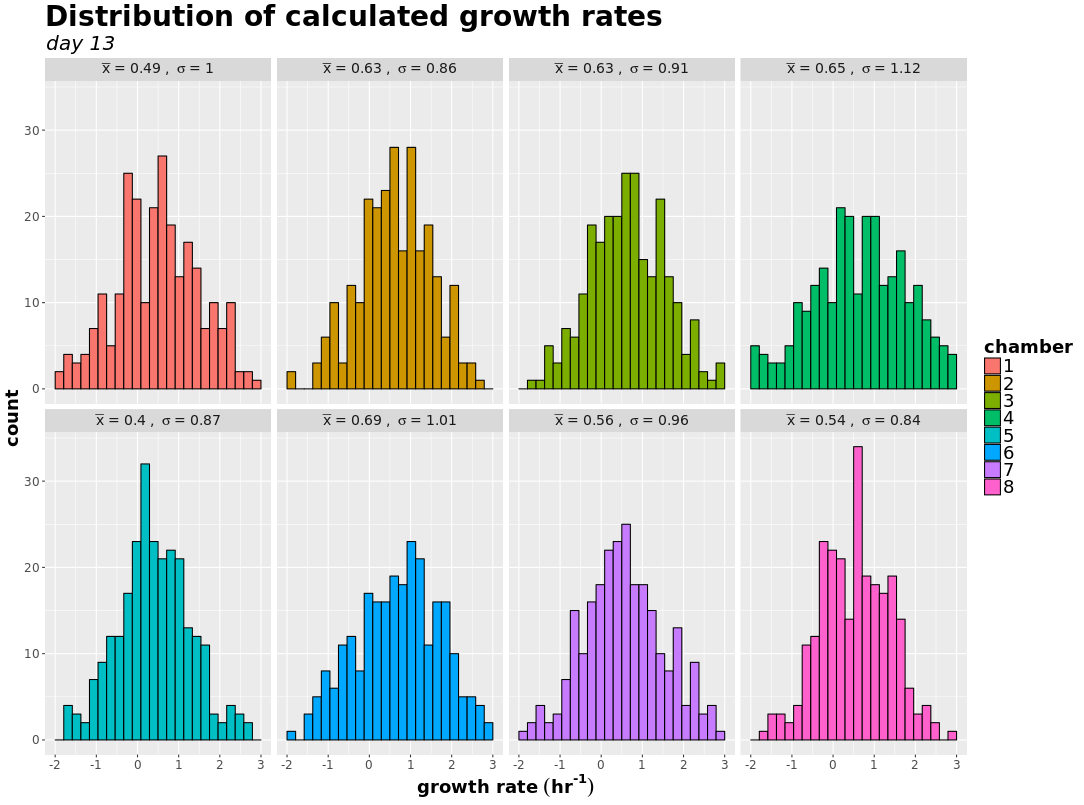 Distribution of calculated growth rates
day 13
x̅ = 0.49 , σ = 1
x̅ = 0.63 , σ = 0.86
x̅ = 0.63 , σ = 0.91
x̅ = 0.65 , σ = 1.12
30
20
10
0
x̅ = 0.4 , σ = 0.87
x̅ = 0.69 , σ = 1.01
x̅ = 0.56 , σ = 0.96
x̅ = 0.54 , σ = 0.84
30
20
10
0
-2 -1 0 1 2 3
-2 -1 0 1 2 3
-2 -1 0 1 2 3
-2 -1 0 1 2 3
count
growth rate (hr⁻¹)
chamber
1
2
3
4
5
6
7
8